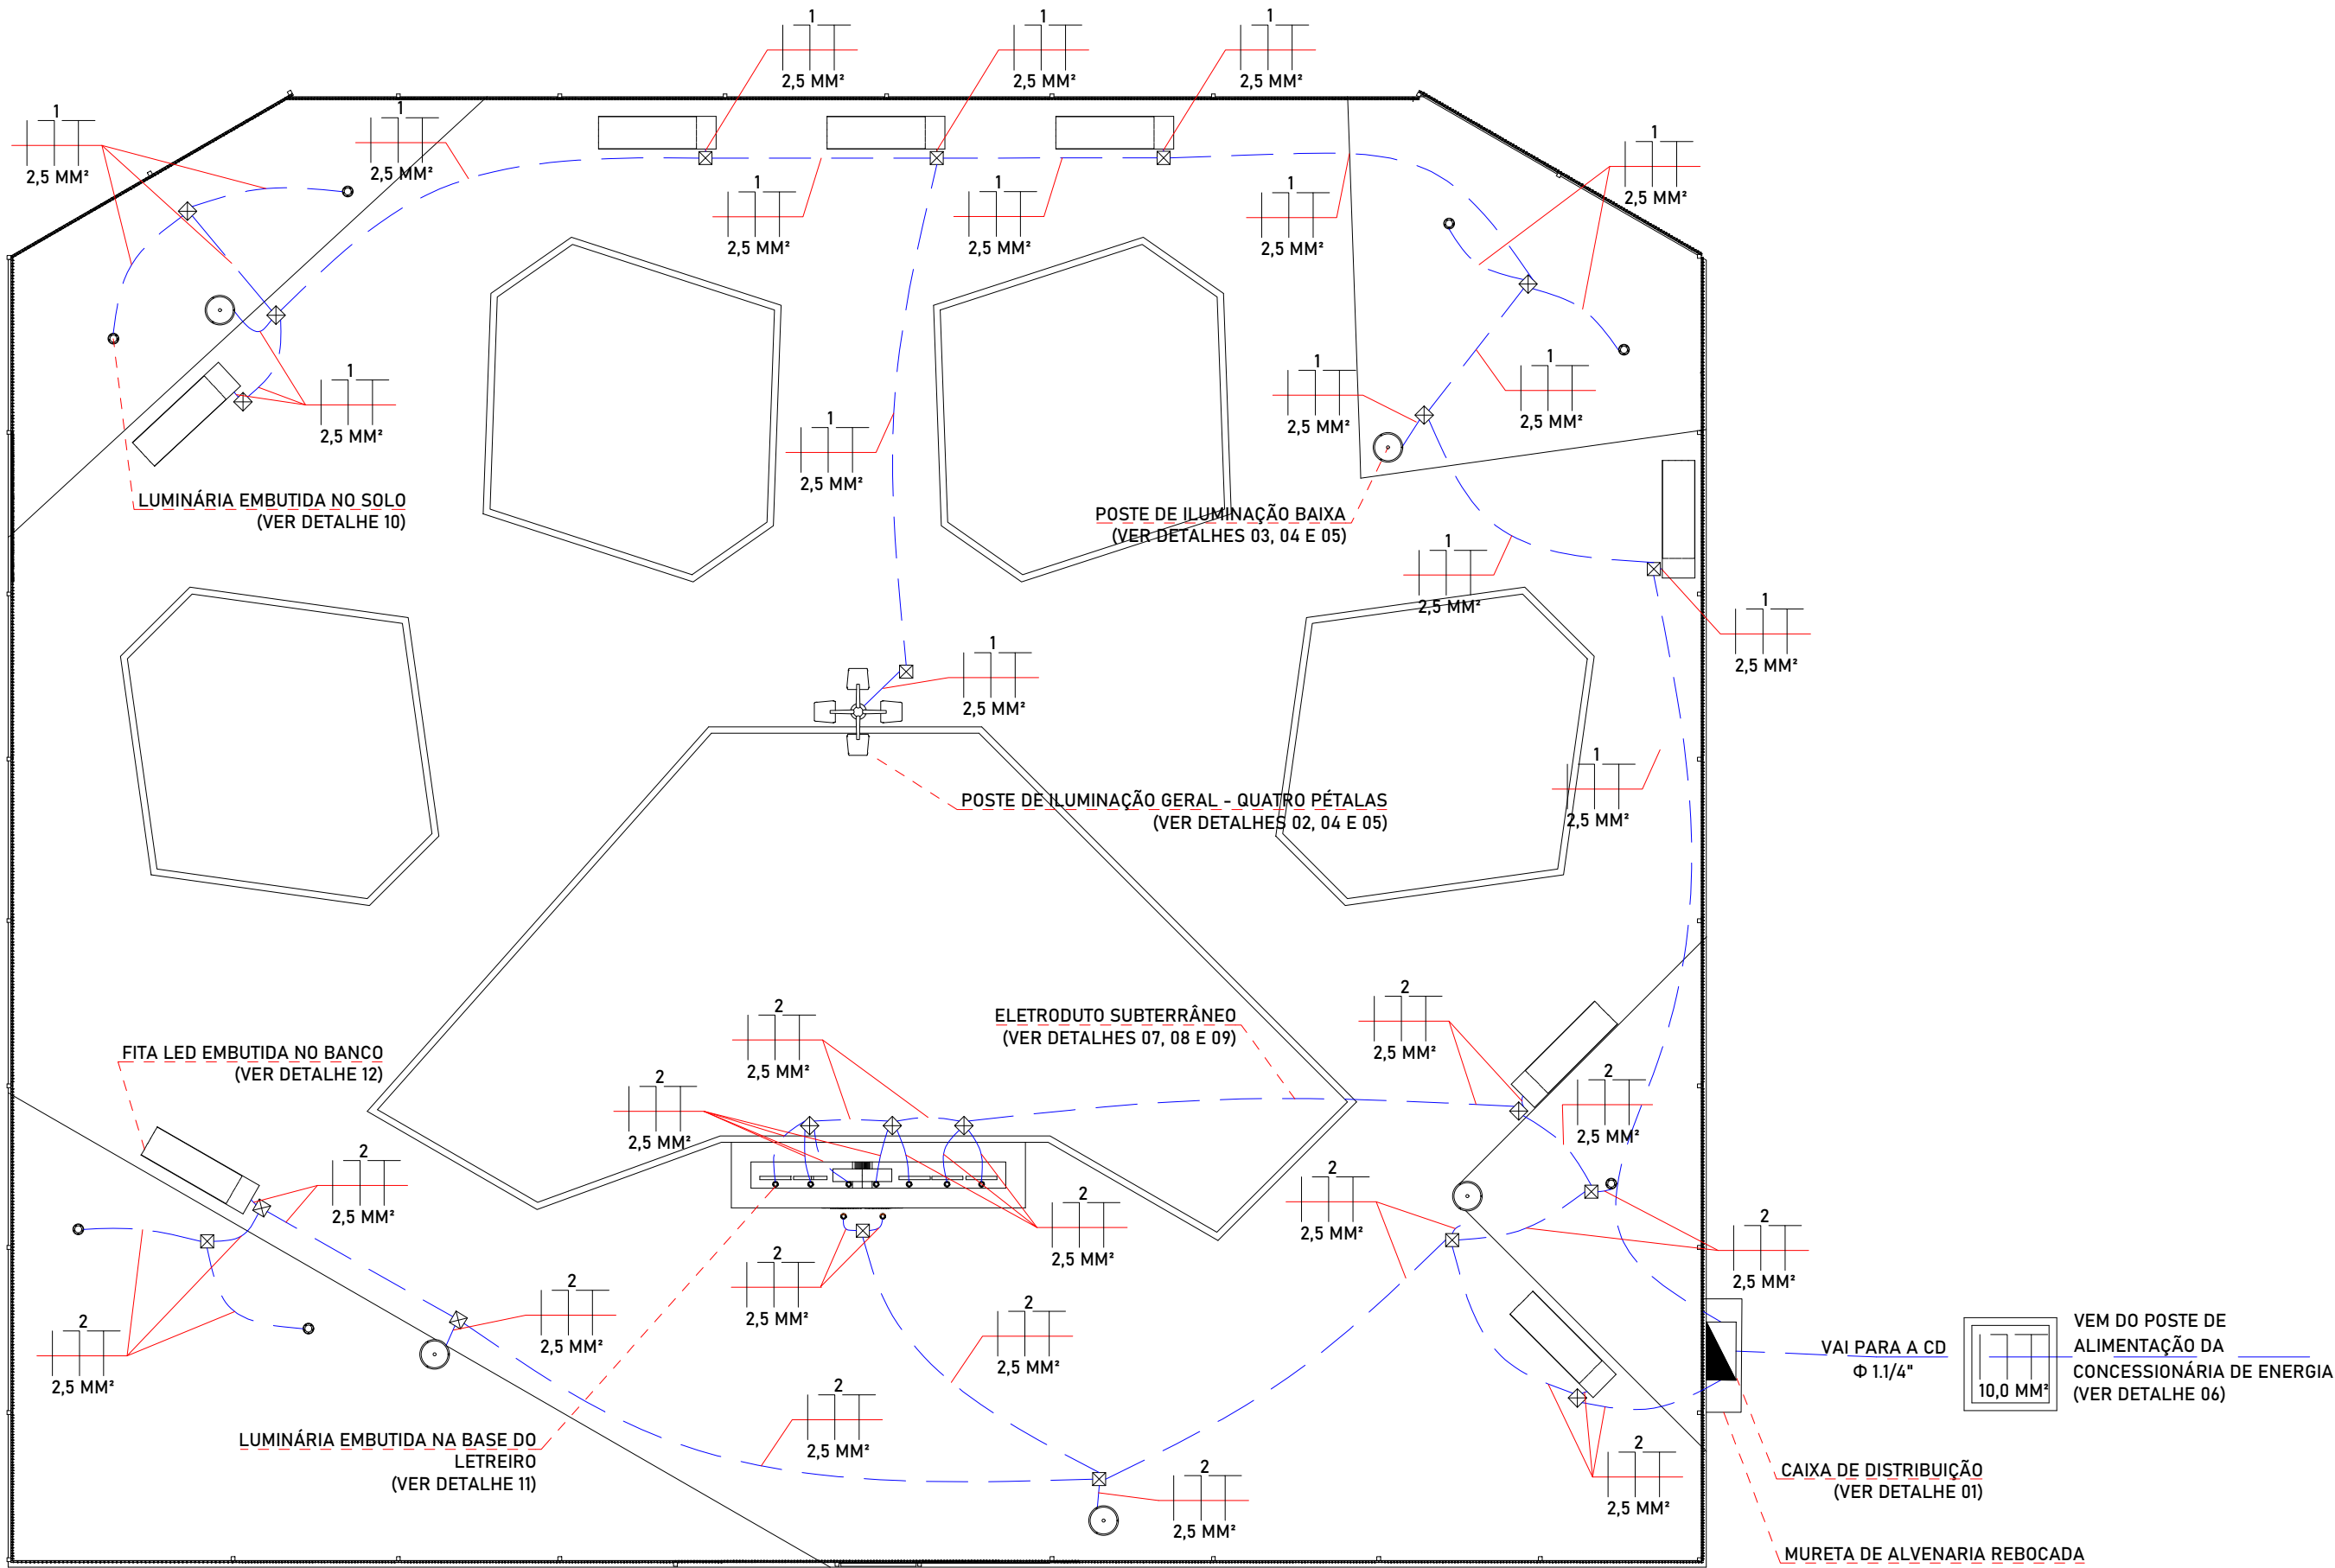 1
2,5 MM²
1
2,5 MM²
1
2,5 MM²
1
2,5 MM²
1
2,5 MM²
1
2,5 MM²
1
2,5 MM²
1
2,5 MM²
1
2,5 MM²
1
2,5 MM²
1
2,5 MM²
1
2,5 MM²
1
2,5 MM²
LUMINÁRIA EMBUTIDA NO SOLO
(VER DETALHE 10)
1
2,5 MM²
POSTE DE ILUMINAÇÃO BAIXA
(VER DETALHES 03, 04 E 05)
1
2,5 MM²
1
2,5 MM²
1
2,5 MM²
1
2,5 MM²
POSTE DE ILUMINAÇÃO GERAL - QUATRO PÉTALAS
(VER DETALHES 02, 04 E 05)
2
2,5 MM²
2
2,5 MM²
ELETRODUTO SUBTERRÂNEO
(VER DETALHES 07, 08 E 09)
FITA LED EMBUTIDA NO BANCO
(VER DETALHE 12)
2
2,5 MM²
2
2,5 MM²
2
2,5 MM²
2
2,5 MM²
2
2,5 MM²
2
2,5 MM²
2
2,5 MM²
2
2,5 MM²
2
2,5 MM²
2
2,5 MM²
2
2,5 MM²
VEM DO POSTE DE
ALIMENTAÇÃO DA
CONCESSIONÁRIA DE ENERGIA
(VER DETALHE 06)
VAI PARA A CD
Φ 1.1/4"
10,0 MM²
2
2,5 MM²
LUMINÁRIA EMBUTIDA NA BASE DO
LETREIRO
(VER DETALHE 11)
2
2,5 MM²
2
2,5 MM²
CAIXA DE DISTRIBUIÇÃO
(VER DETALHE 01)
MURETA DE ALVENARIA REBOCADA